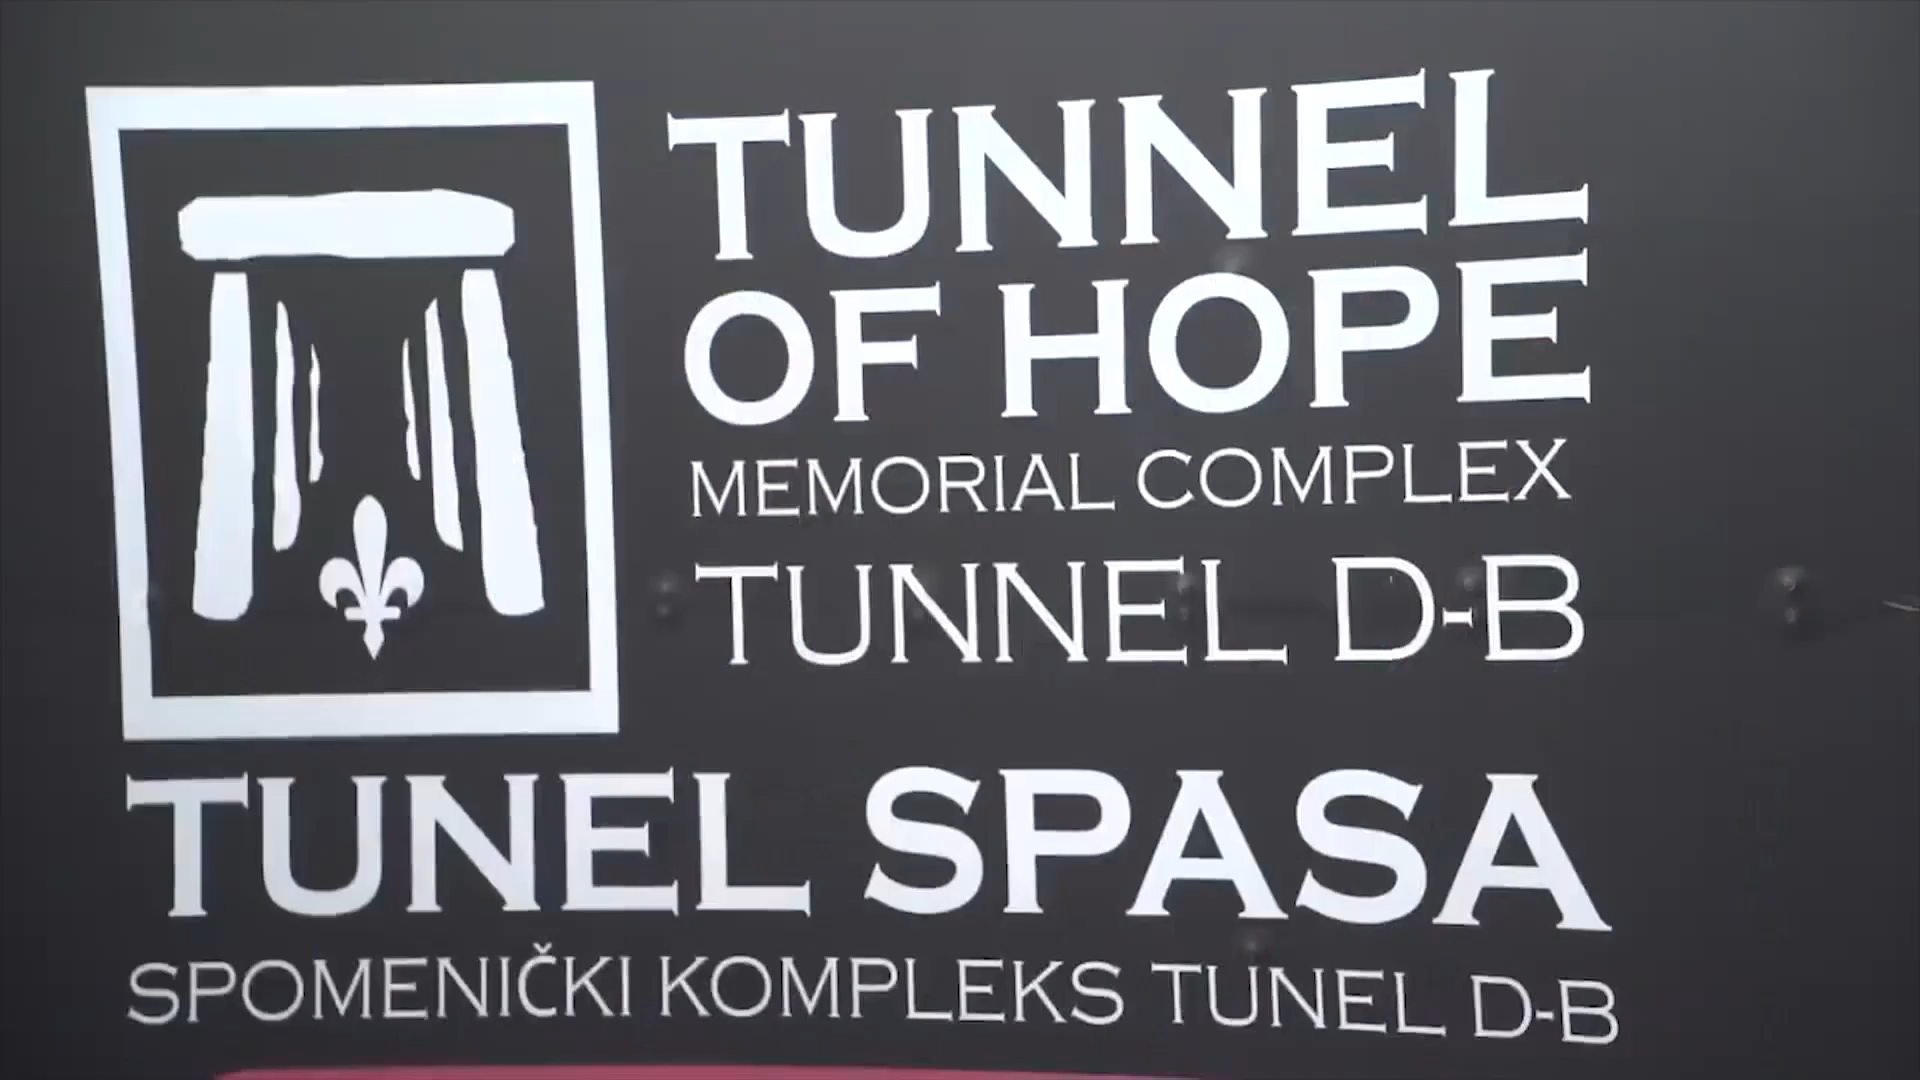 TUNNEL
OF HOPE
MEMORIAL COMPLEX
TUNNEL D-B
TUNEL SPASA
SPOMENIČKI KOMPLEKS TUNEL D-B